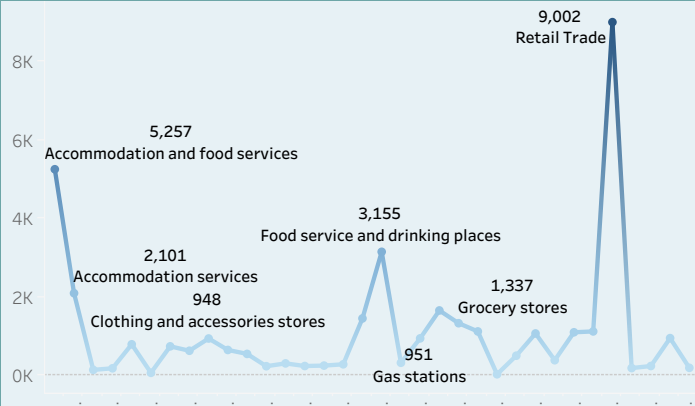 9,002
Retail Trade
8K
5,257
Accommodation and food services
6K
4K
3,155
Food service and drinking places
2,101
Accommodation services
1,337
Grocery stores
948
Clothing and accessories stores
2K
951
Gas stations
0K